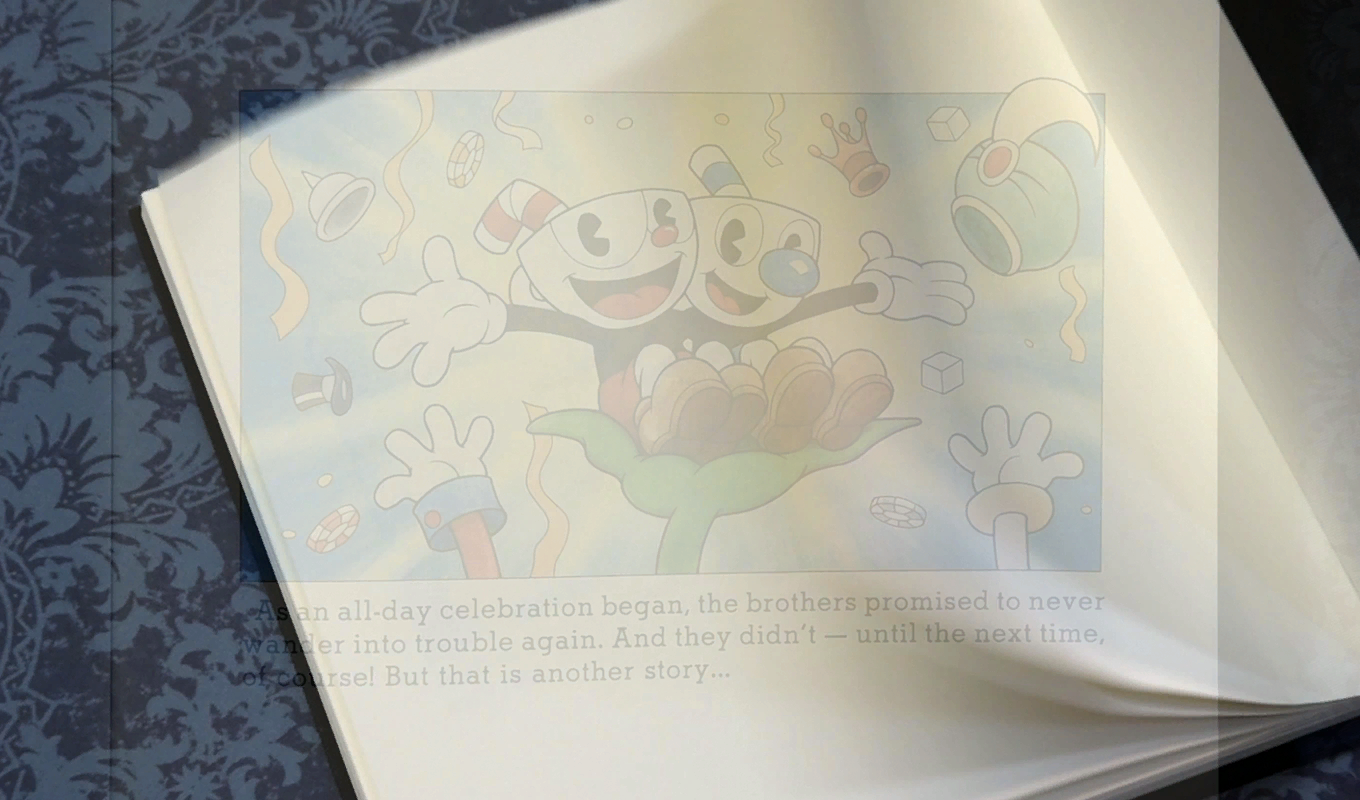 As an all-day celebration began, the brothers promised to never
wander into trouble again. And they didn't — until the next time,
of course! But that is another story...